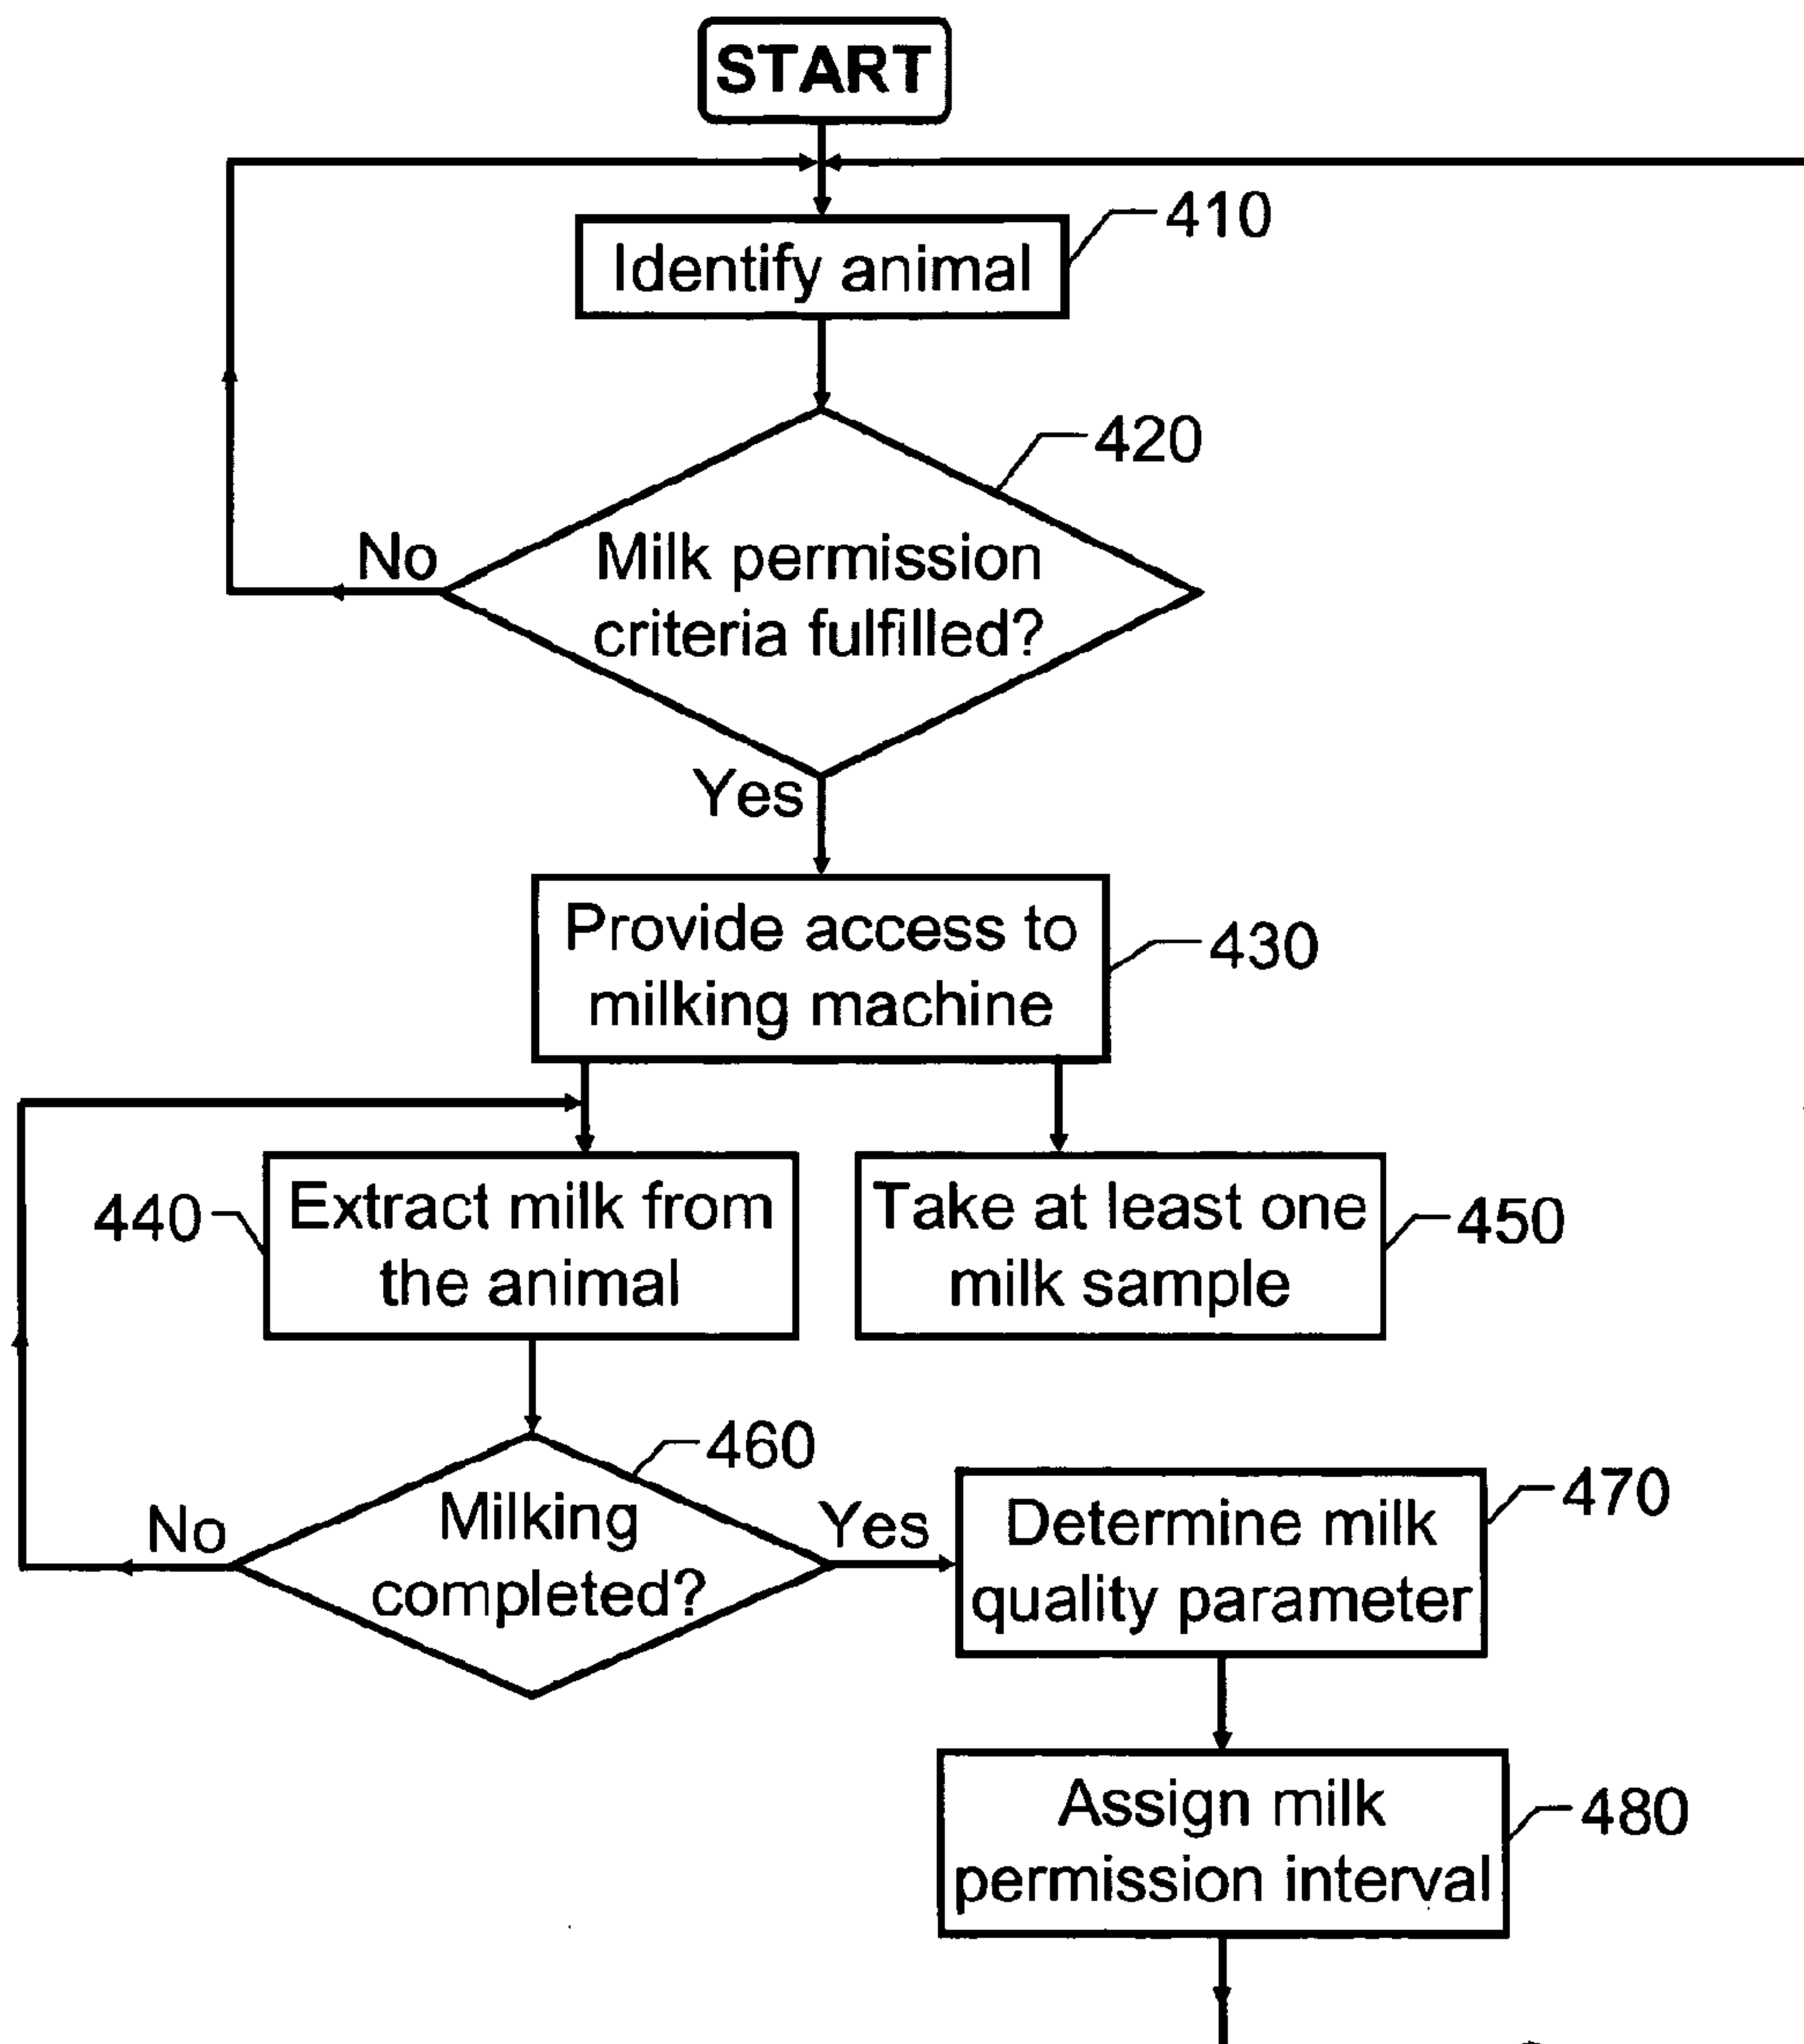 START
410
Identify animal
420
No
Milk permission
criteria fulfilled?
Yes
Provide access to
milking machine
430
440
Extract milk from
the animal
Take at least one
milk sample
450
460
No
Milking
completed?
Yes
Determine milk
quality parameter
470
Assign milk
permission interval
480